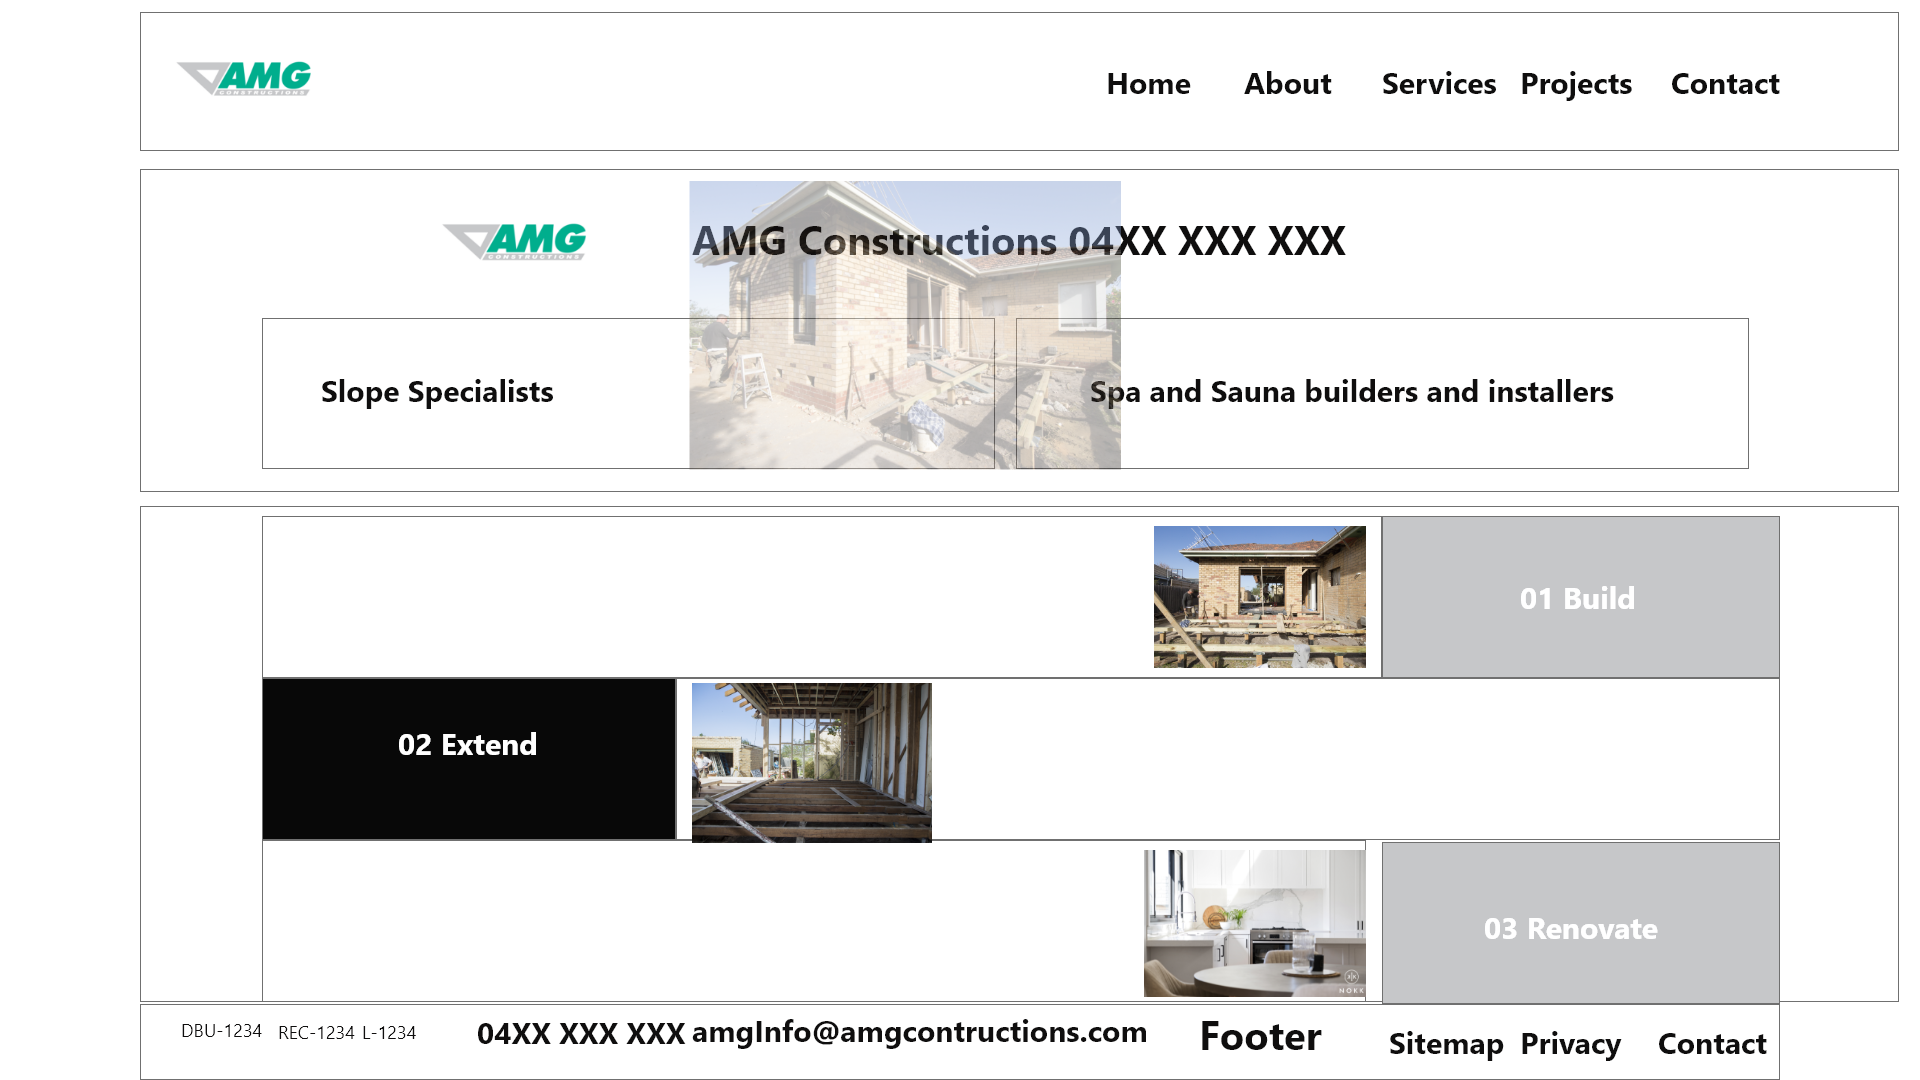 AMG
CONSTRUCTIONS
Home About Services Projects Contact
AMG
CONSTRUCTIONS
AMG Constructions 04XX XXX XXX
Slope Specialists
Spa and Sauna builders and installers
01 Build
02 Extend
03 Renovate
NOKK
DBU-1234 REC-1234 L-1234 04XX XXX XXX amgInfo@amgcontructions.com Footer Sitemap Privacy Contact